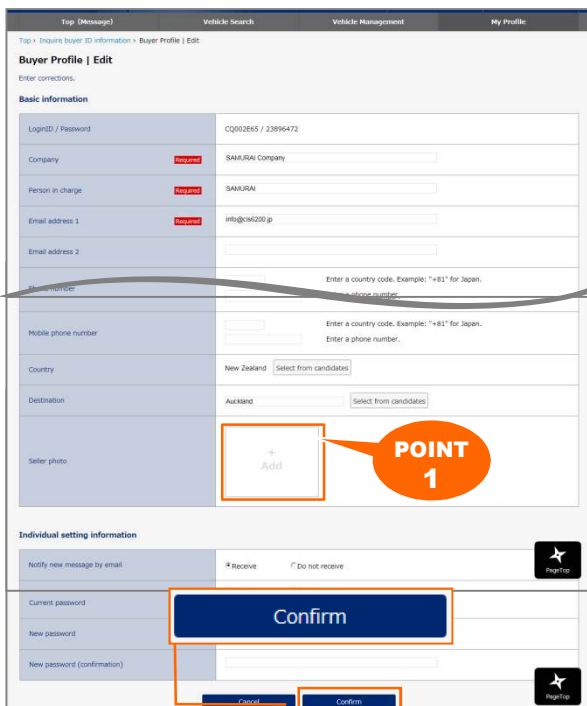 Top (Message) Vehicle Search Vehicle Management My Profile
Top › Inquire buyer ID information › Buyer Profile | Edit
Buyer Profile | Edit
Enter corrections.
Basic information
LoginID / Password CQ002E65 / 23896472
Company Required SAMURAI Company
Person in charge Required SAMURAI
Email address 1 Required info@cis6200.jp
Email address 2
Phone number Enter a country code. Example: "+81" for Japan.
phone number.
Mobile phone number Enter a country code. Example: "+81" for Japan.
Enter a phone number.
Country New Zealand Select from candidates
Destination Auckland Select from candidates
Seller photo + Add
POINT
1
Individual setting information
Notify new message by email Receive Do not receive
PageTop
Current password
Confirm
New password
New password (confirmation)
Cancel Confirm
PageTop